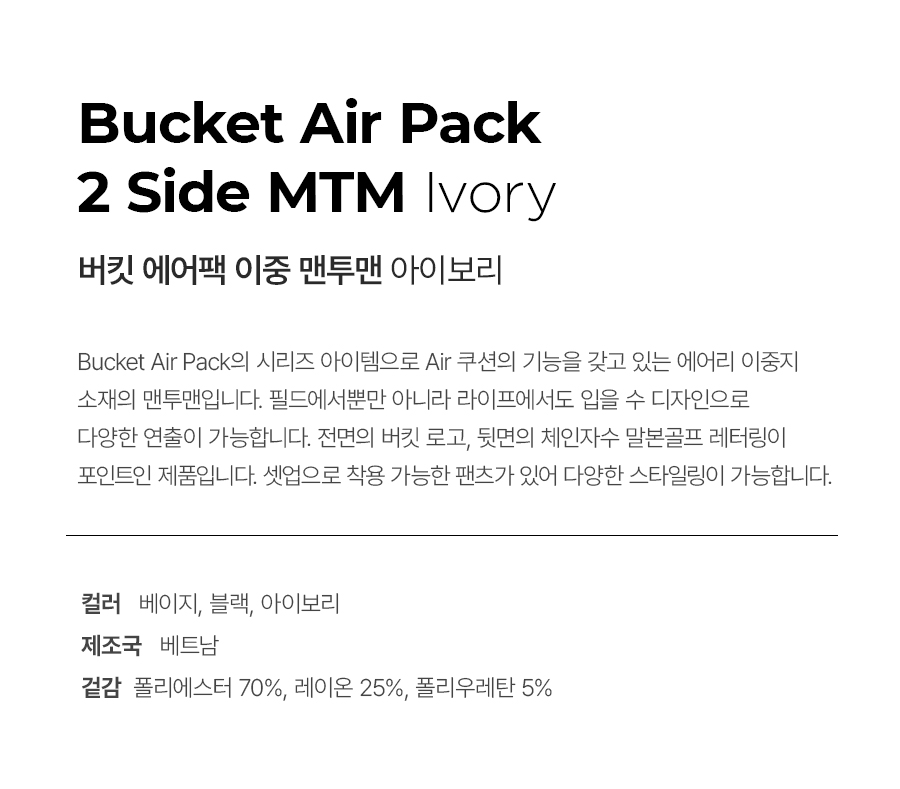 Bucket Air Pack
2 Side MTM Ivory
버킷 에어팩 이중 맨투맨 아이보리
Bucket Air Pack의 시리즈 아이템으로 Air 쿠션의 기능을 갖고 있는 에어리 이중지
소재의 맨투맨입니다. 필드에서뿐만 아니라 라이프에서도 입을 수 디자인으로
다양한 연출이 가능합니다. 전면의 버킷 로고, 뒷면의 체인자수 말본골프 레터링이
포인트인 제품입니다. 셋업으로 착용 가능한 팬츠가 있어 다양한 스타일링이 가능합니다.
컬러 베이지, 블랙, 아이보리
제조국 베트남
겉감 폴리에스터 70%, 레이온 25%, 폴리우레탄 5%